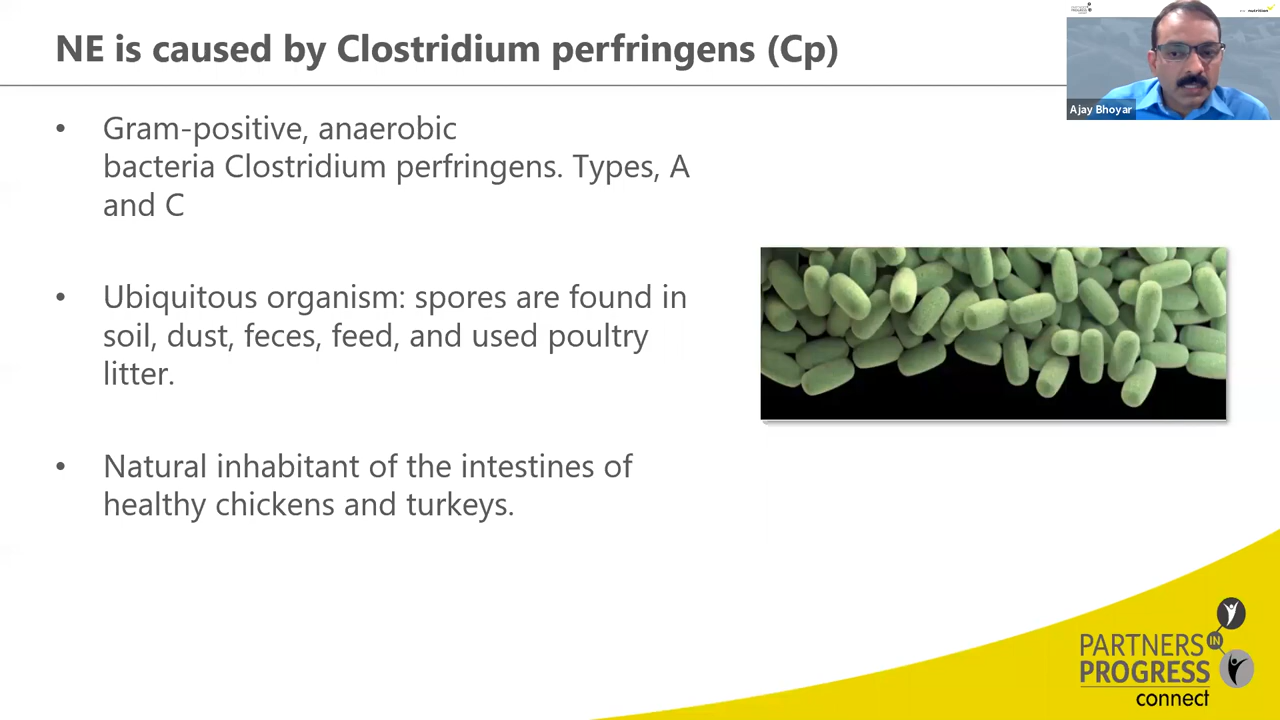 NE is caused by Clostridium perfringens (Cp)
Ajay Bhoyar
• Gram-positive, anaerobic
bacteria Clostridium perfringens. Types, A
and C
• Ubiquitous organism: spores are found in
soil, dust, feces, feed, and used poultry
litter.
• Natural inhabitant of the intestines of
healthy chickens and turkeys.
PARTNERS IN
PROGRESS
connect